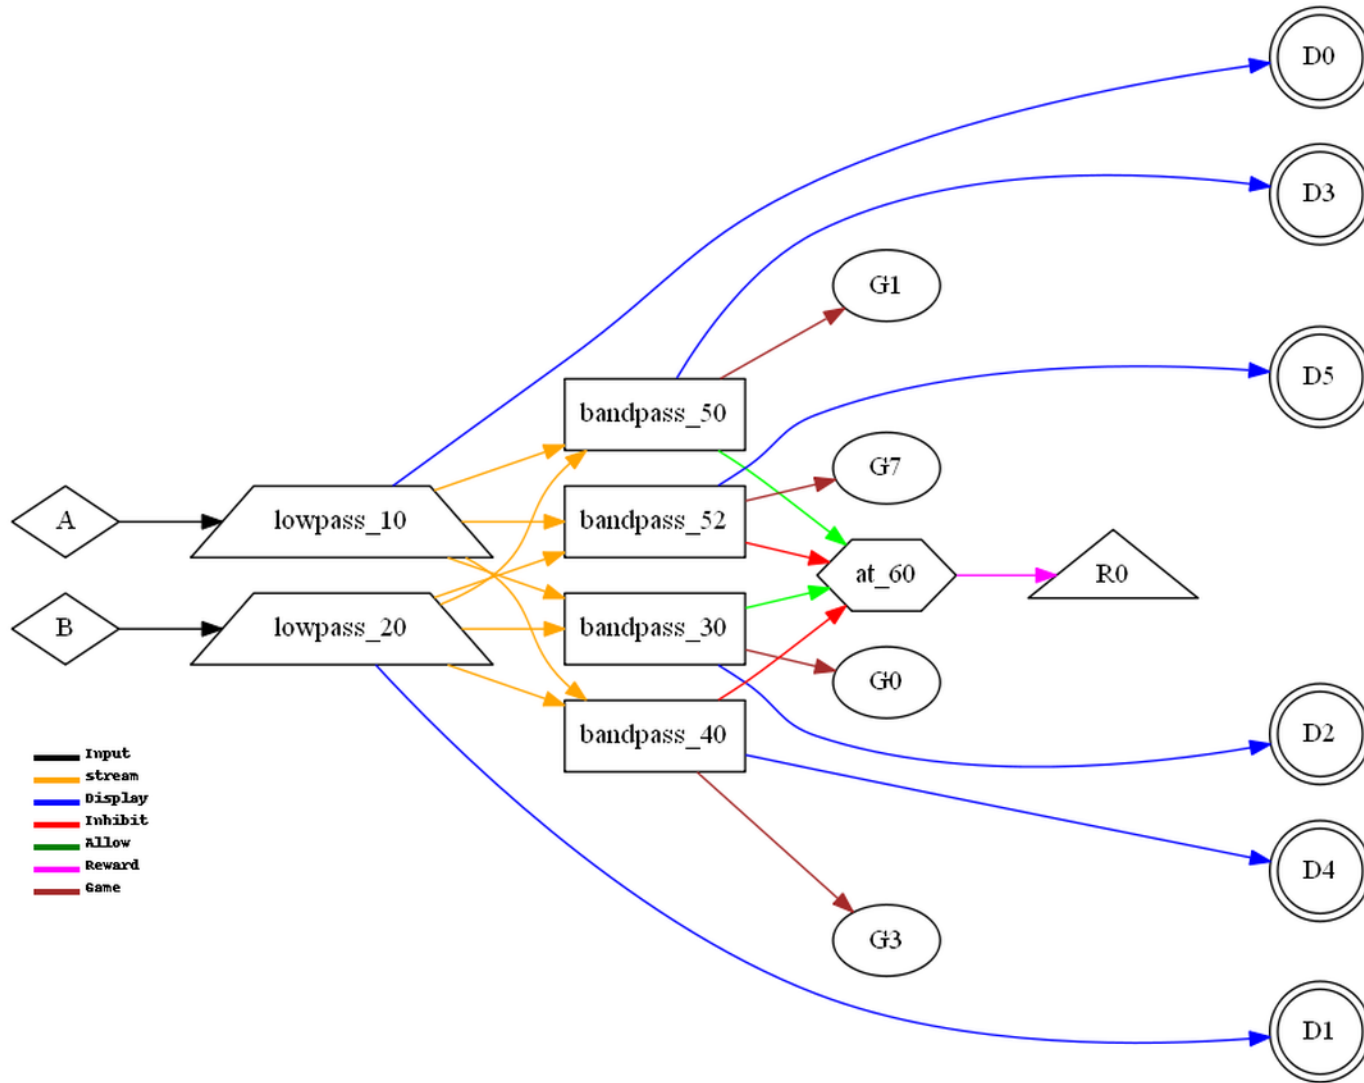 D0
D3
G1
D5
bandpass_50
G7
A
lowpass_10
bandpass_52
at_60
R0
B
lowpass_20
bandpass_30
G0
bandpass_40
D2
Input
stream
Display
Inhibit
Allow
Reward
Game
D4
G3
D1